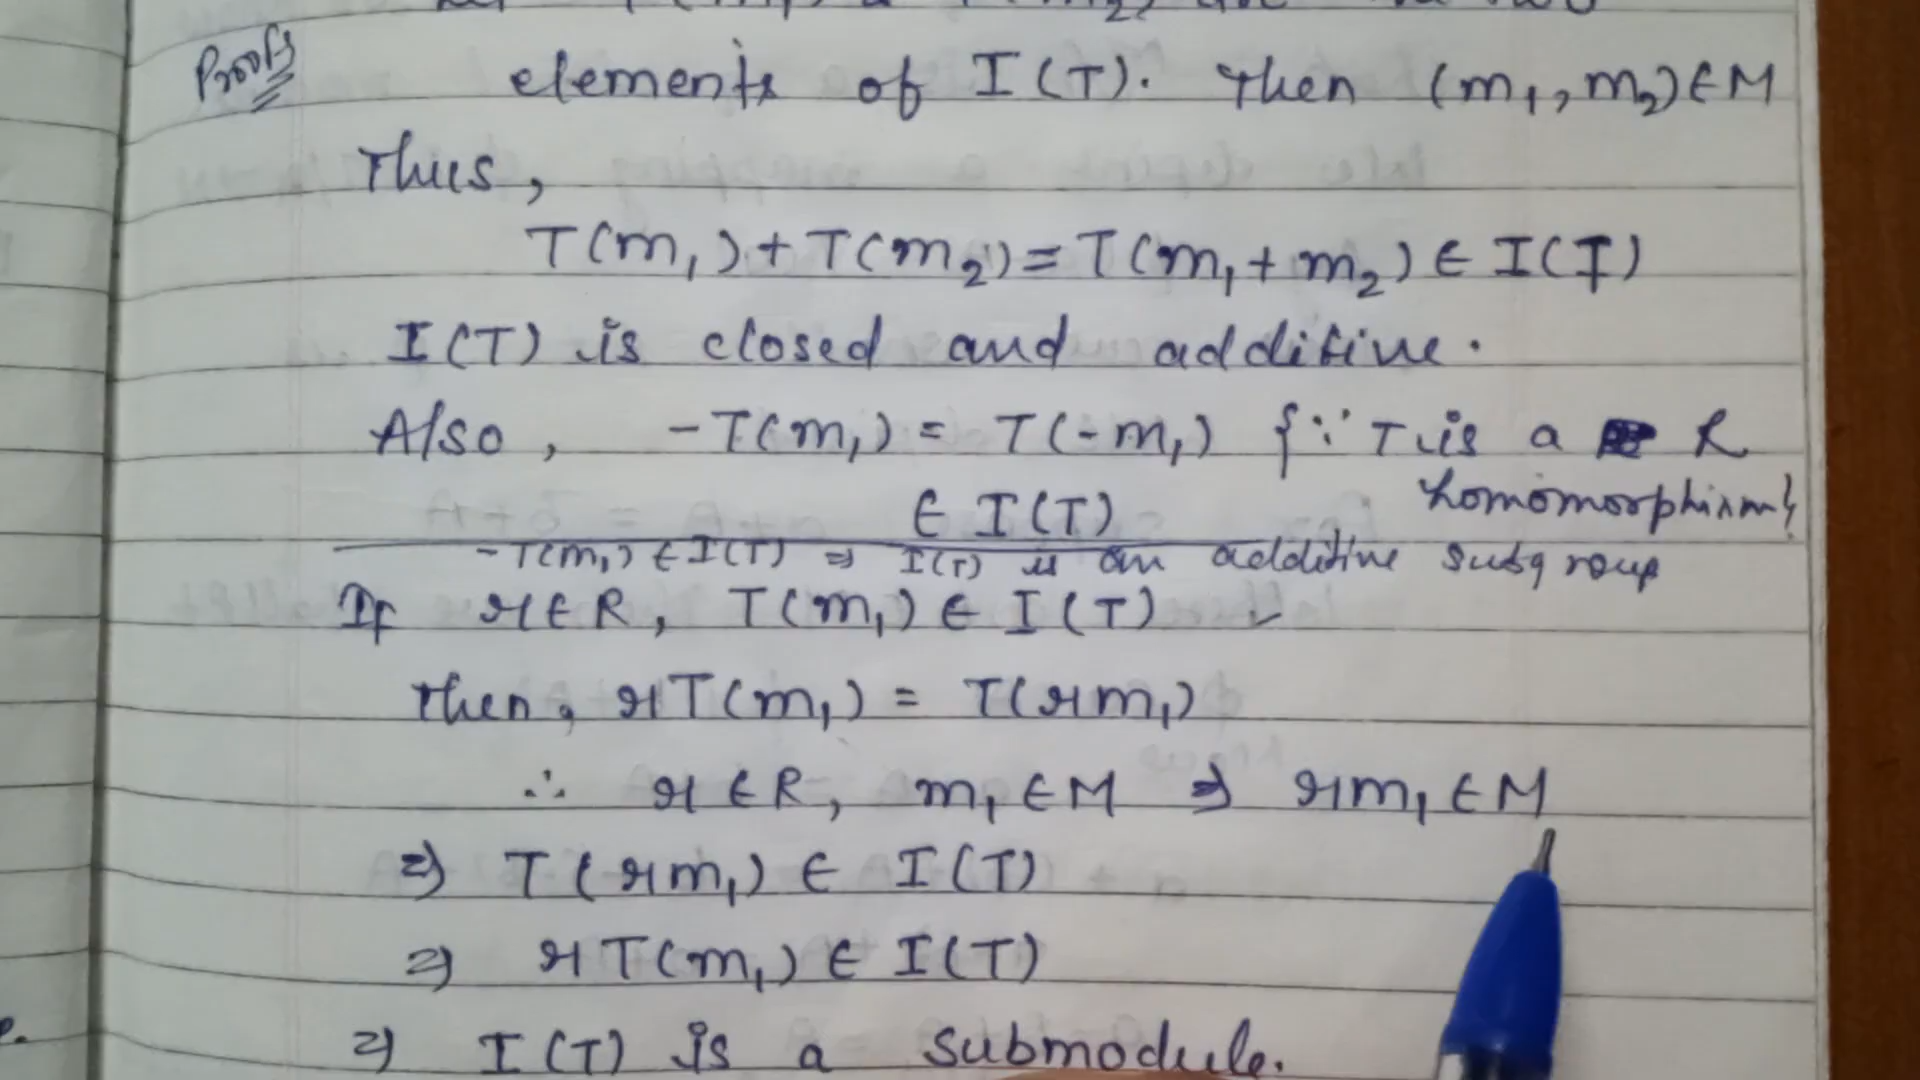 Proof:
elements of I(T). Then (m₁, m₂) ∈ M
Thus,
T(m₁) + T(m₂) = T(m₁ + m₂) ∈ I(T)
I(T) is closed and additive.
Also, -T(m₁) = T(-m₁) {∵ T is a R
homomorphism}
∈ I(T)
-T(m₁) ∈ I(T) ⇒ I(T) is an additive subgroup
If r ∈ R, T(m₁) ∈ I(T)
Then, rT(m₁) = T(rm₁)
∴ r ∈ R, m₁ ∈ M ⇒ rm₁ ∈ M
⇒ T(rm₁) ∈ I(T)
⇒ rT(m₁) ∈ I(T)
⇒ I(T) is a submodule.